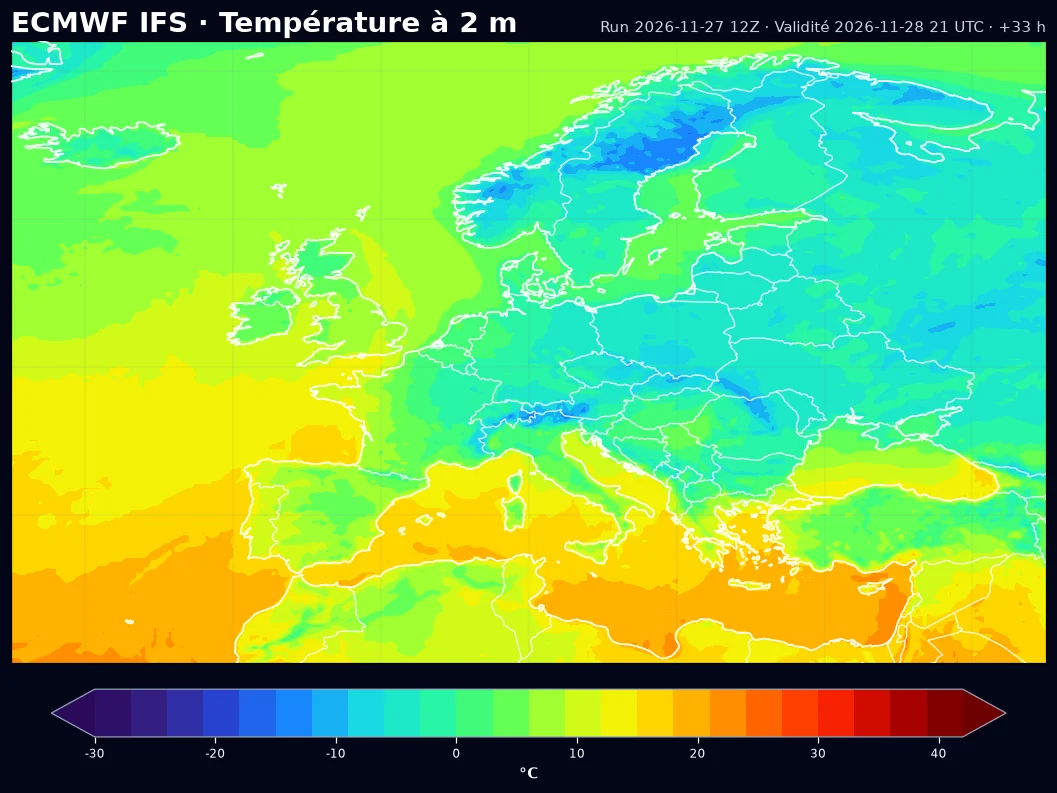 ECMWF IFS · Température à 2 m
Run 2026-11-27 12Z · Validité 2026-11-28 21 UTC · +33 h
-30 -20 -10 0 10 20 30 40
°C